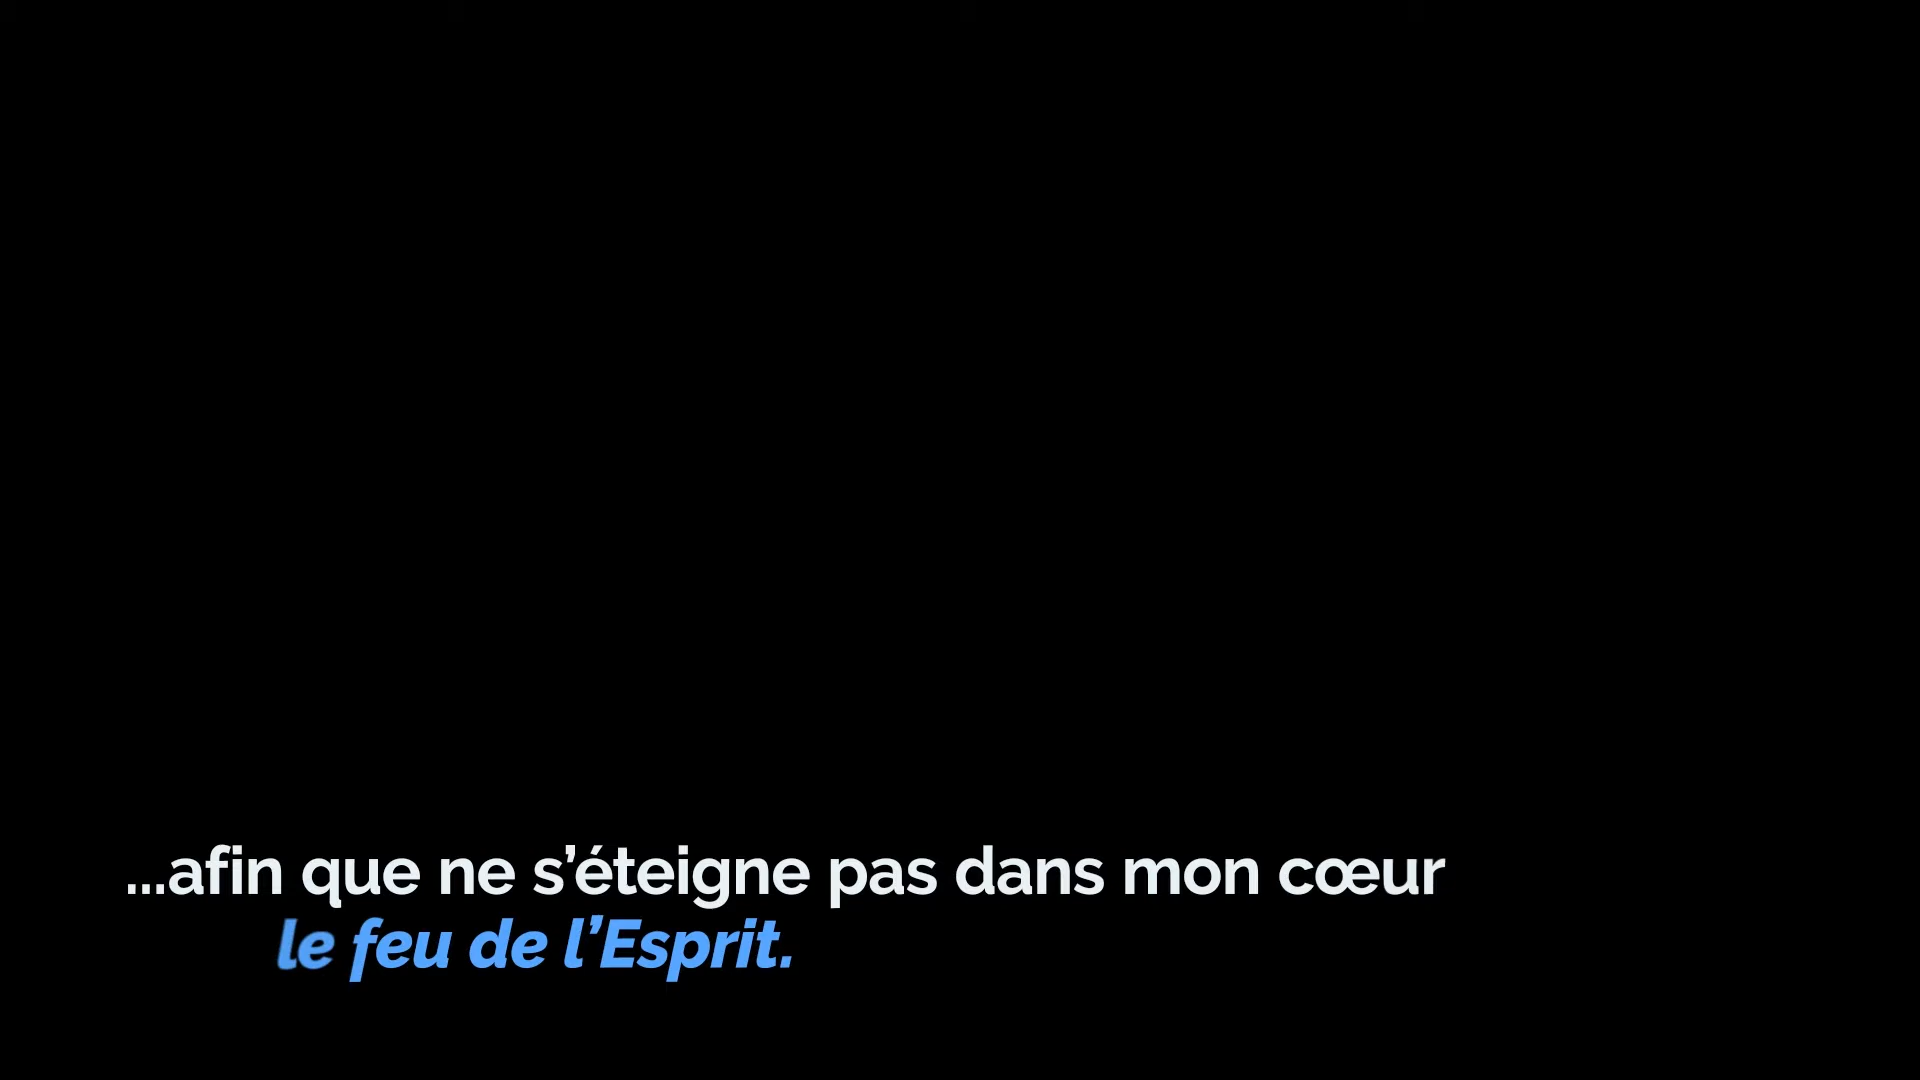 …afin que ne s’éteigne pas dans mon cœur
le feu de l’Esprit.